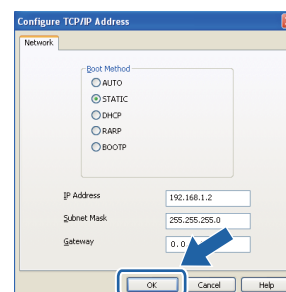 Configure TCP/IP Address
Network
Boot Method
AUTO
STATIC
DHCP
RARP
BOOTP
IP Address
192.168.1.2
Subnet Mask
255.255.255.0
Gateway
0.0
OK
Cancel
Help